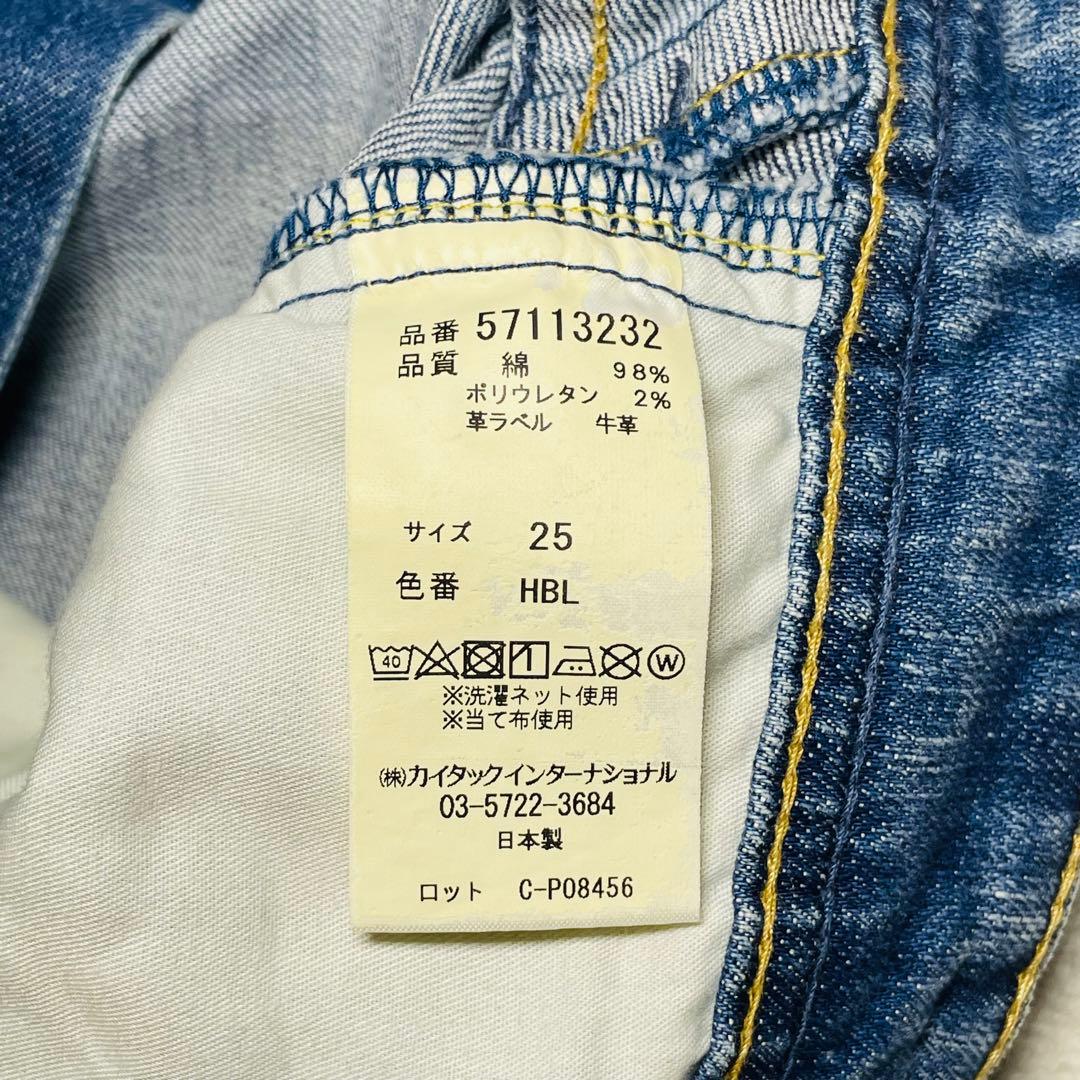 品番 57113232
品質 綿 98%
ポリウレタン 2%
革ラベル 牛革
サイズ 25
色番 HBL
40 1 W
※洗濯ネット使用
※当て布使用
㈱カイタックインターナショナル
03-5722-3684
日本製
ロット C-P08456